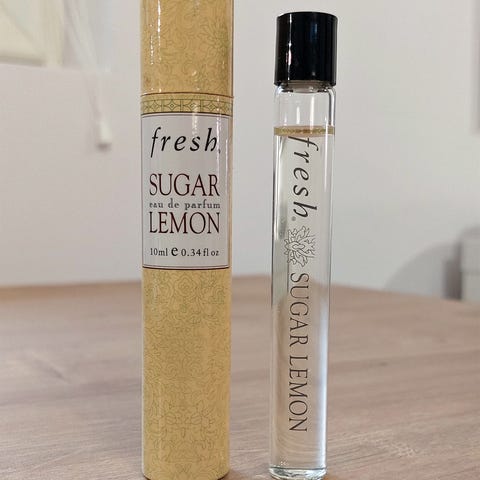 fresh®
SUGAR
eau de parfum
LEMON
10ml e 0.34 fl oz
fresh®
SUGAR LEMON